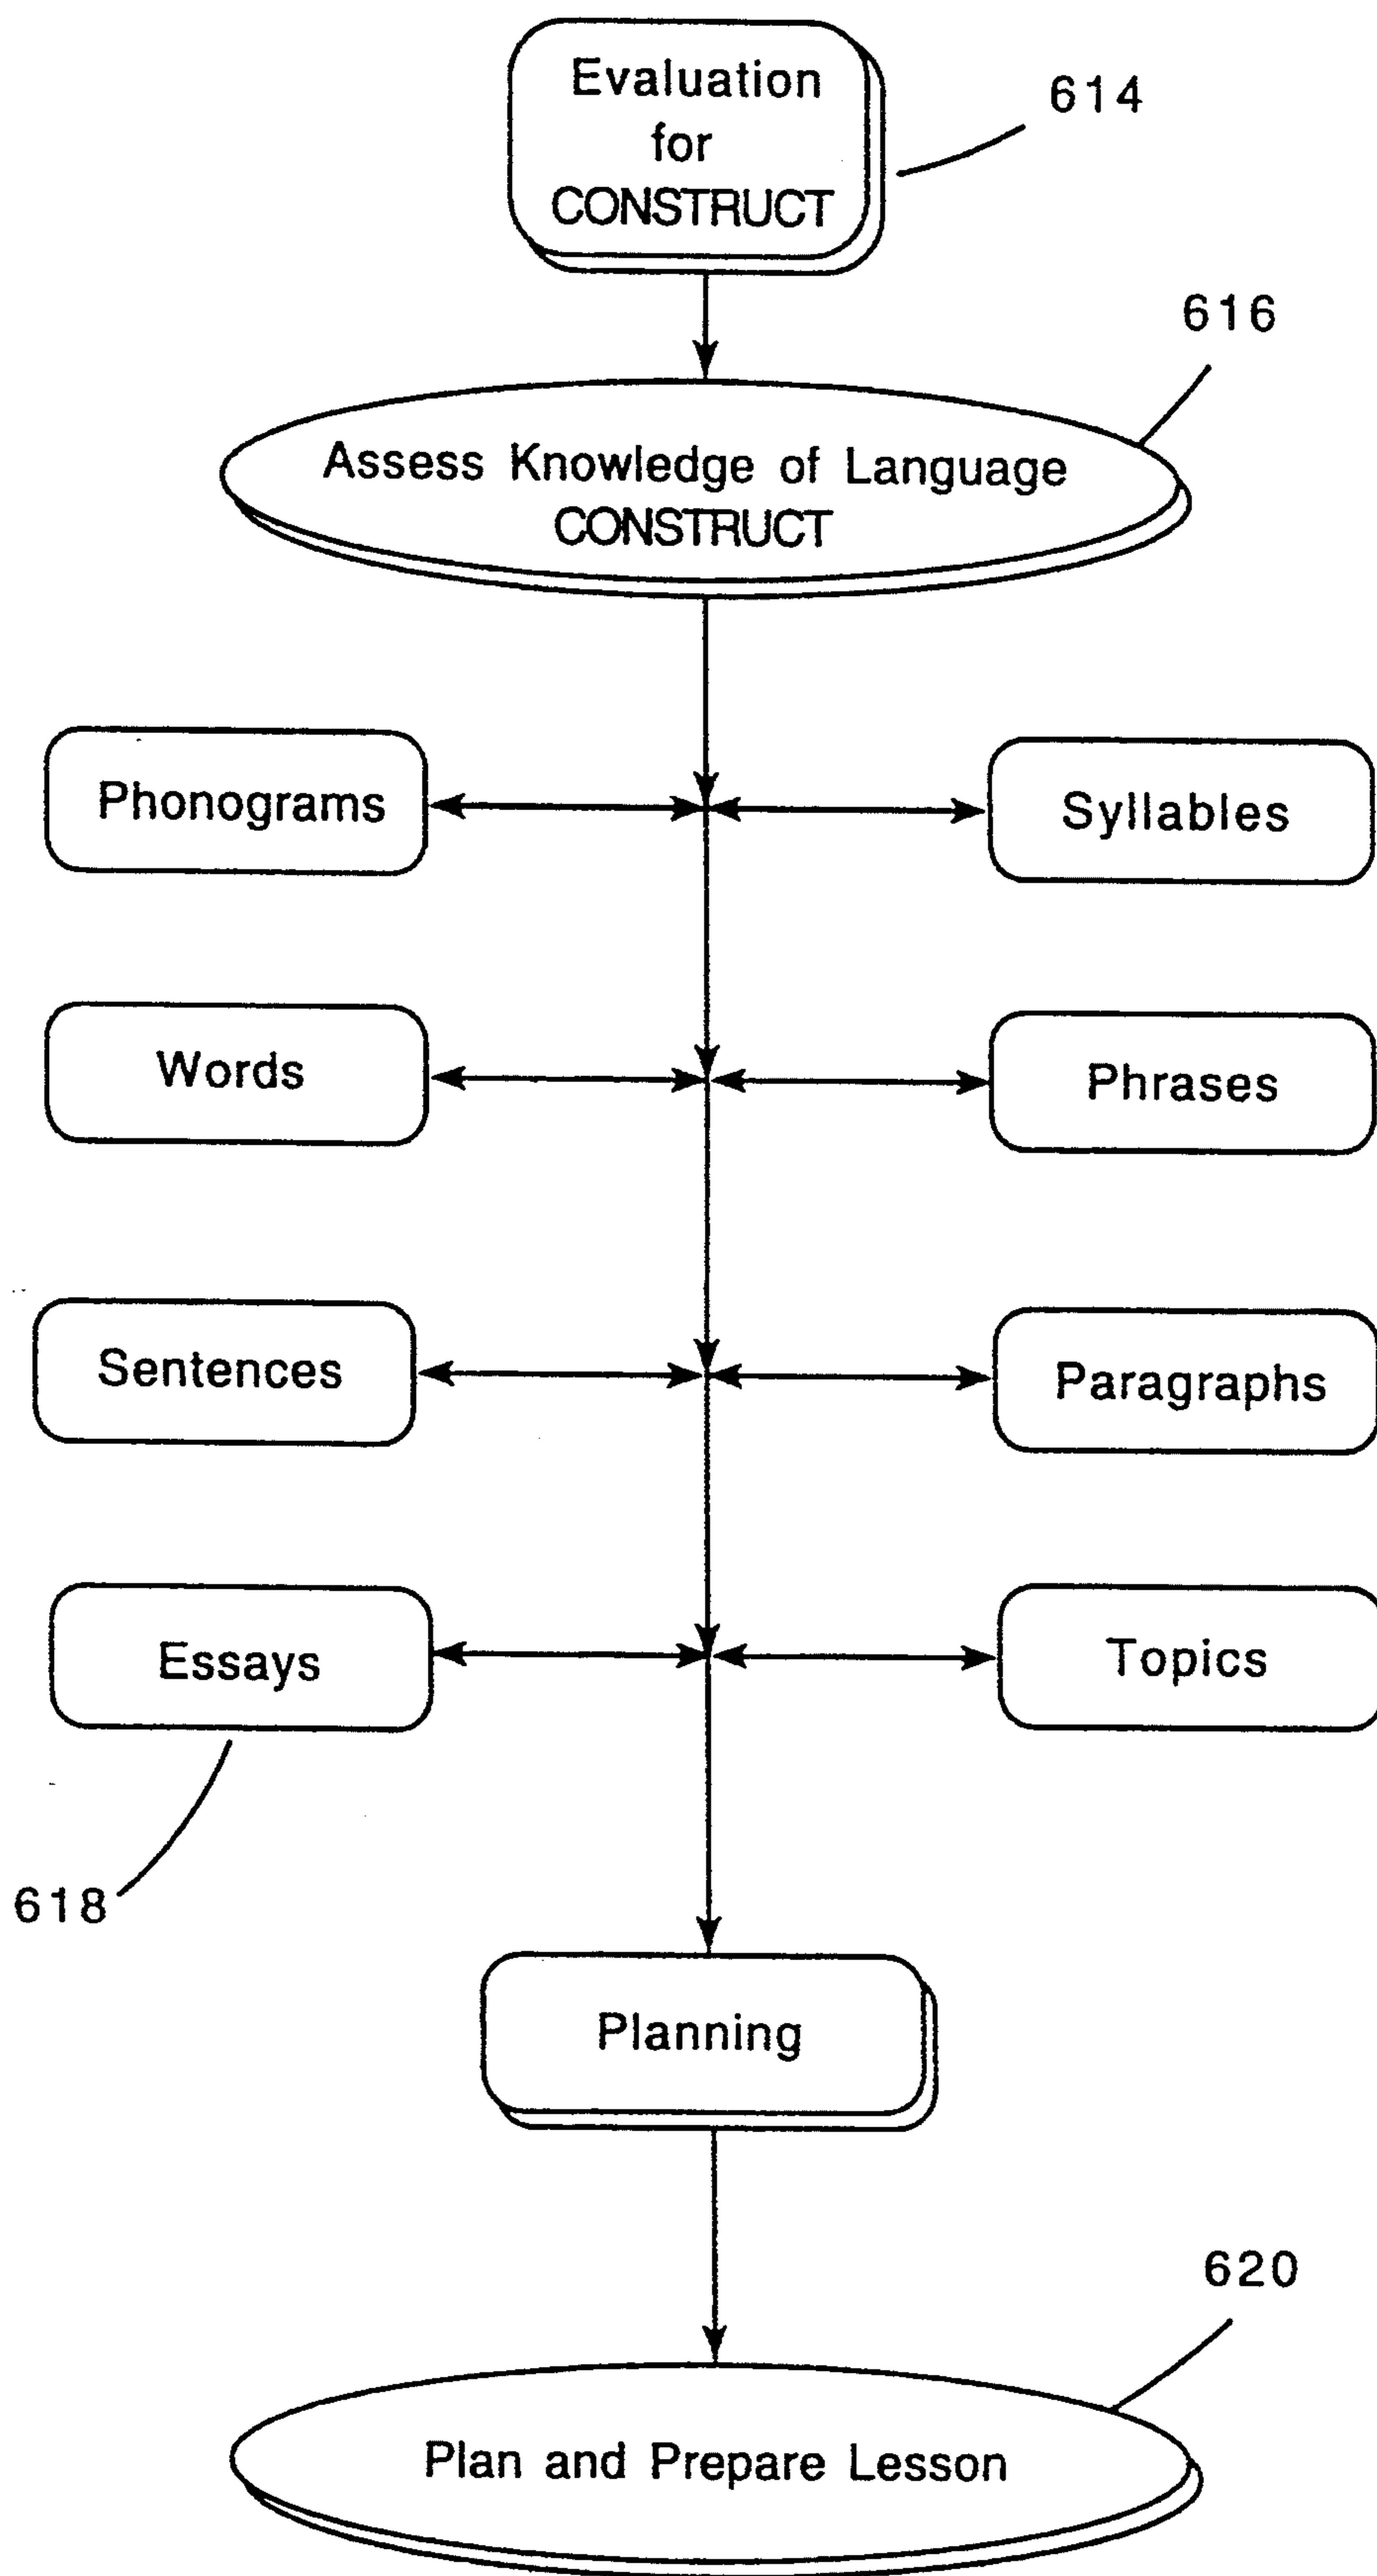 Evaluation
for
CONSTRUCT
614
616
Assess Knowledge of Language
CONSTRUCT
Phonograms
Syllables
Words
Phrases
Sentences
Paragraphs
Essays
Topics
618
Planning
620
Plan and Prepare Lesson